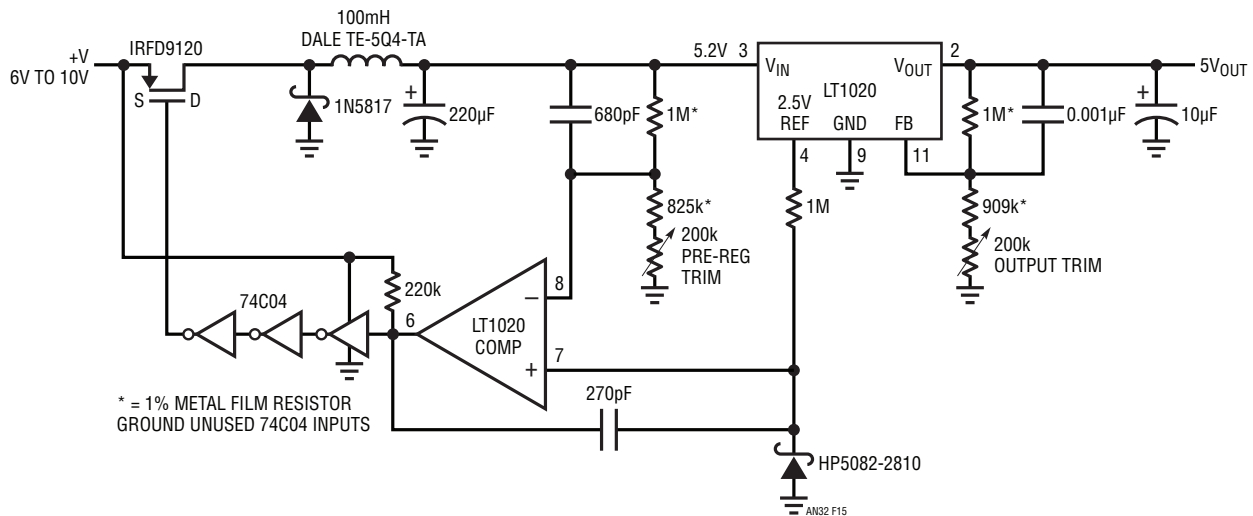 100mH
DALE TE-5Q4-TA
IRFD9120
+V
6V TO 10V
S
D
1N5817
+
220µF
680pF
1M*
5.2V
3
VIN
VOUT
2
LT1020
2.5V
REF
GND
FB
4
9
11
1M*
0.001µF
+
10µF
5VOUT
825k*
200k
PRE-REG
TRIM
1M
909k*
200k
OUTPUT TRIM
74C04
220k
6
LT1020
COMP
8
–
7
+
270pF
HP5082-2810
* = 1% METAL FILM RESISTOR
GROUND UNUSED 74C04 INPUTS
AN32 F15